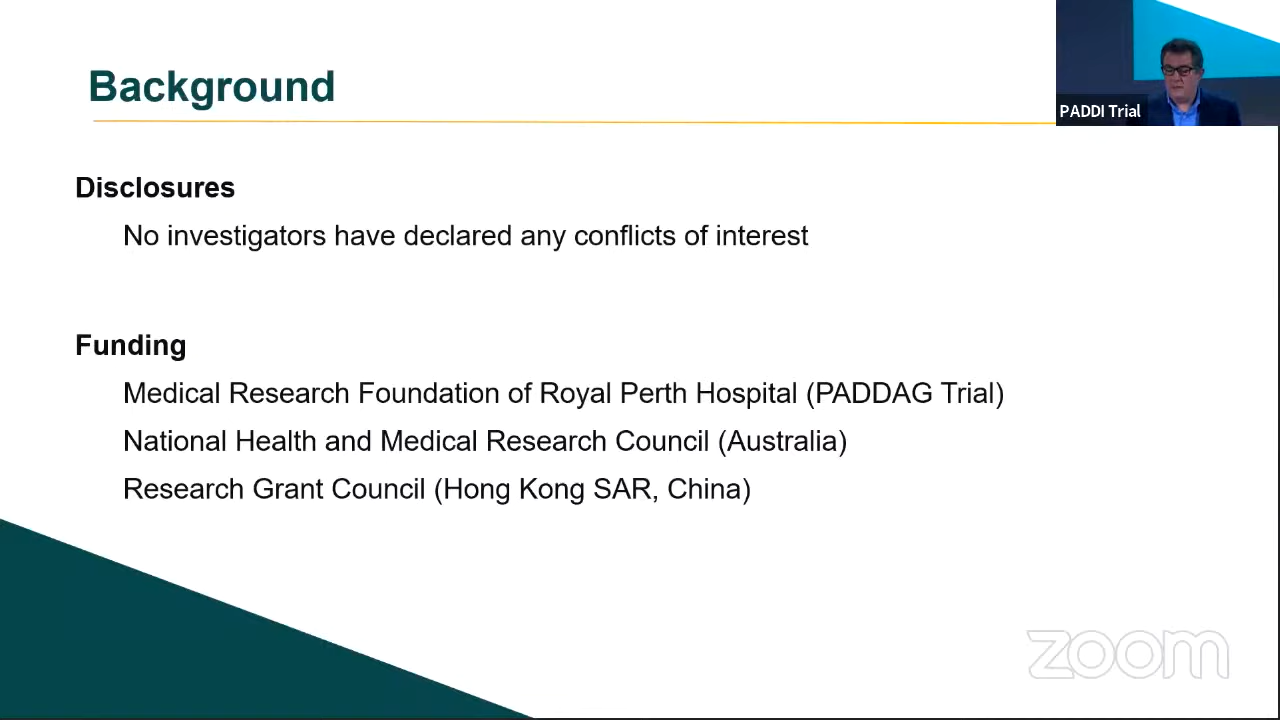 Background
PADDI Trial
Disclosures
No investigators have declared any conflicts of interest
Funding
Medical Research Foundation of Royal Perth Hospital (PADDAG Trial)
National Health and Medical Research Council (Australia)
Research Grant Council (Hong Kong SAR, China)
zoom